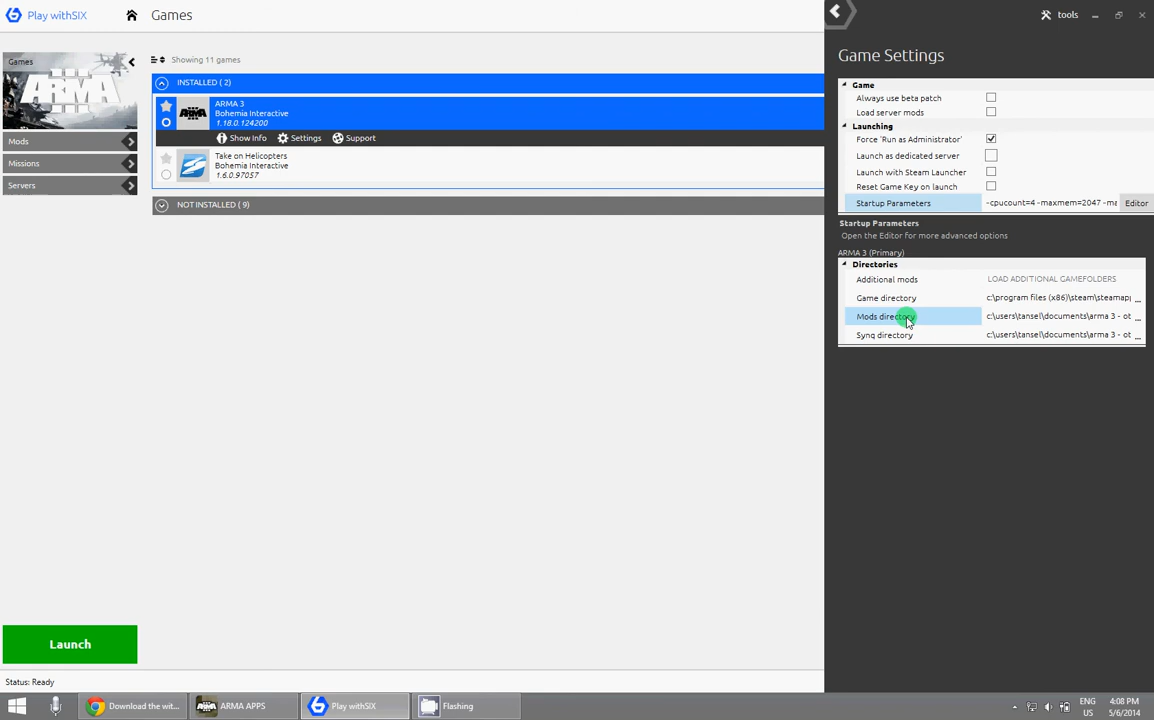 Play withSIX
Games
tools
Games
ARMA
III
Mods
Missions
Servers
Showing 11 games
INSTALLED ( 2)
ARMA
ARMA 3
Bohemia Interactive
1.18.0.124200
Show Info
Settings
Support
Take on Helicopters
Bohemia Interactive
1.6.0.97057
NOT INSTALLED ( 9)
Game Settings
Game
Always use beta patch
Load server mods
Launching
Force 'Run as Administrator'
Launch as dedicated server
Launch with Steam Launcher
Reset Game Key on launch
Startup Parameters -cpucount=4 -maxmem=2047 -ma Editor
Startup Parameters
Open the Editor for more advanced options
ARMA 3 (Primary)
Directories
Additional mods LOAD ADDITIONAL GAMEFOLDERS
Game directory c:\program files (x86)\steam\steamapp ...
Mods directory c:\users\tansel\documents\arma 3 - ot ...
Synq directory c:\users\tansel\documents\arma 3 - ot ...
Launch
Status: Ready
Download the wit...
ARMA APPS
Play withSIX
Flashing
ENG
US
4:08 PM
5/6/2014